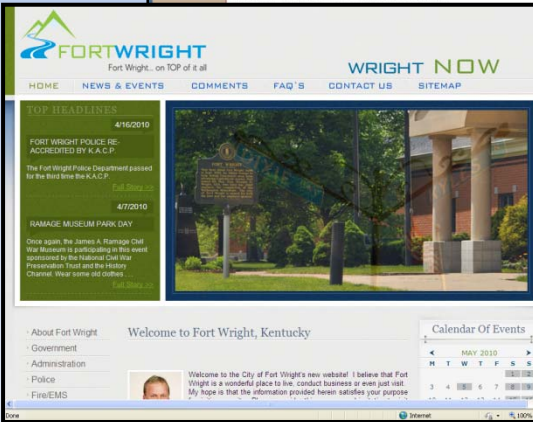 FORTWRIGHT
Fort Wright... on TOP of it all
WRIGHT NOW
HOME NEWS & EVENTS COMMENTS FAQ`S CONTACT US SITEMAP
TOP HEADLINES
4/16/2010
FORT WRIGHT POLICE RE-
ACCREDITED BY K.A.C.P.
The Fort Wright Police Department passed
for the third time the K.A.C.P.
Full Story >>
4/7/2010
RAMAGE MUSEUM PARK DAY
Once again, the James A. Ramage Civil
War Museum is participating in this event
sponsored by the National Civil War
Preservation Trust and the History
Channel. Wear some old clothes ...
Full Story >>
FORT WRIGHT
About Fort Wright
Government
Administration
Police
Fire/EMS
Welcome to Fort Wright, Kentucky
Welcome to the City of Fort Wright's new website! I believe that Fort
Wright is a wonderful place to live, conduct business or even just visit.
My hope is that the information provided herein satisfies your purpose
Calendar Of Events
< MAY 2010 >
M T W T F S S
1 2
3 4 5 6 7 8 9
Done Internet 100%